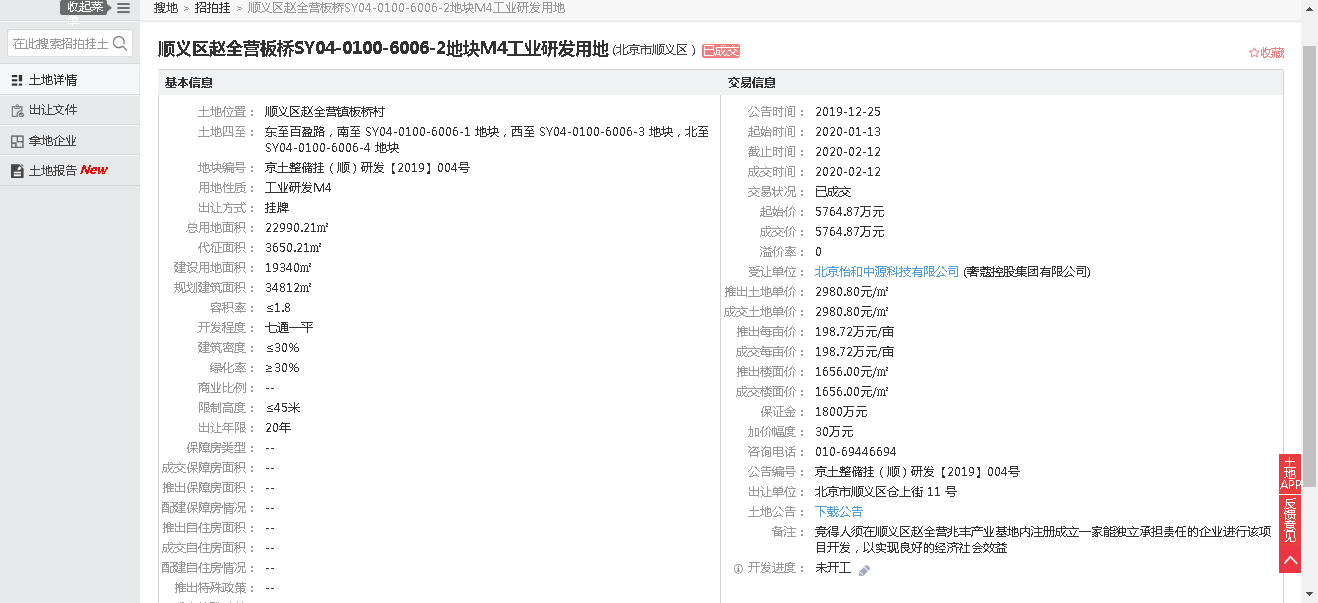 收起菜单
搜地 > 招拍挂 > 顺义区赵全营板桥SY04-0100-6006-2地块M4工业研发用地
在此搜索招拍挂土
土地详情
出让文件
拿地企业
土地报告 New
顺义区赵全营板桥SY04-0100-6006-2地块M4工业研发用地 (北京市顺义区 ) 已成交
☆收藏
基本信息
土地位置： 顺义区赵全营镇板桥村
土地四至： 东至百盈路，南至 SY04-0100-6006-1 地块，西至 SY04-0100-6006-3 地块，北至
SY04-0100-6006-4 地块
地块编号： 京土整储挂（顺）研发【2019】004号
用地性质： 工业研发M4
出让方式： 挂牌
总用地面积： 22990.21㎡
代征面积： 3650.21㎡
建设用地面积： 19340㎡
规划建筑面积： 34812㎡
容积率： ≤1.8
开发程度： 七通一平
建筑密度： ≤30%
绿化率： ≥30%
商业比例： --
限制高度： ≤45米
出让年限： 20年
保障房类型： --
成交保障房面积： --
推出保障房面积： --
配建保障房情况： --
推出自住房面积： --
成交自住房面积： --
配建自住房情况： --
推出特殊政策： --
交易信息
公告时间： 2019-12-25
起始时间： 2020-01-13
截止时间： 2020-02-12
成交时间： 2020-02-12
交易状况： 已成交
起始价： 5764.87万元
成交价： 5764.87万元
溢价率： 0
受让单位： 北京怡和中源科技有限公司 (奢蔻控股集团有限公司)
推出土地单价： 2980.80元/㎡
成交土地单价： 2980.80元/㎡
推出每亩价： 198.72万元/亩
成交每亩价： 198.72万元/亩
推出楼面价： 1656.00元/㎡
成交楼面价： 1656.00元/㎡
保证金： 1800万元
加价幅度： 30万元
咨询电话： 010-69446694
公告编号： 京土整储挂（顺）研发【2019】004号
出让单位： 北京市顺义区仓上街 11 号
土地公告： 下载公告
备注： 竞得人须在顺义区赵全营兆丰产业基地内注册成立一家能独立承担责任的企业进行该项
目开发，以实现良好的经济社会效益
开发进度： 未开工
土地APP
反馈意见